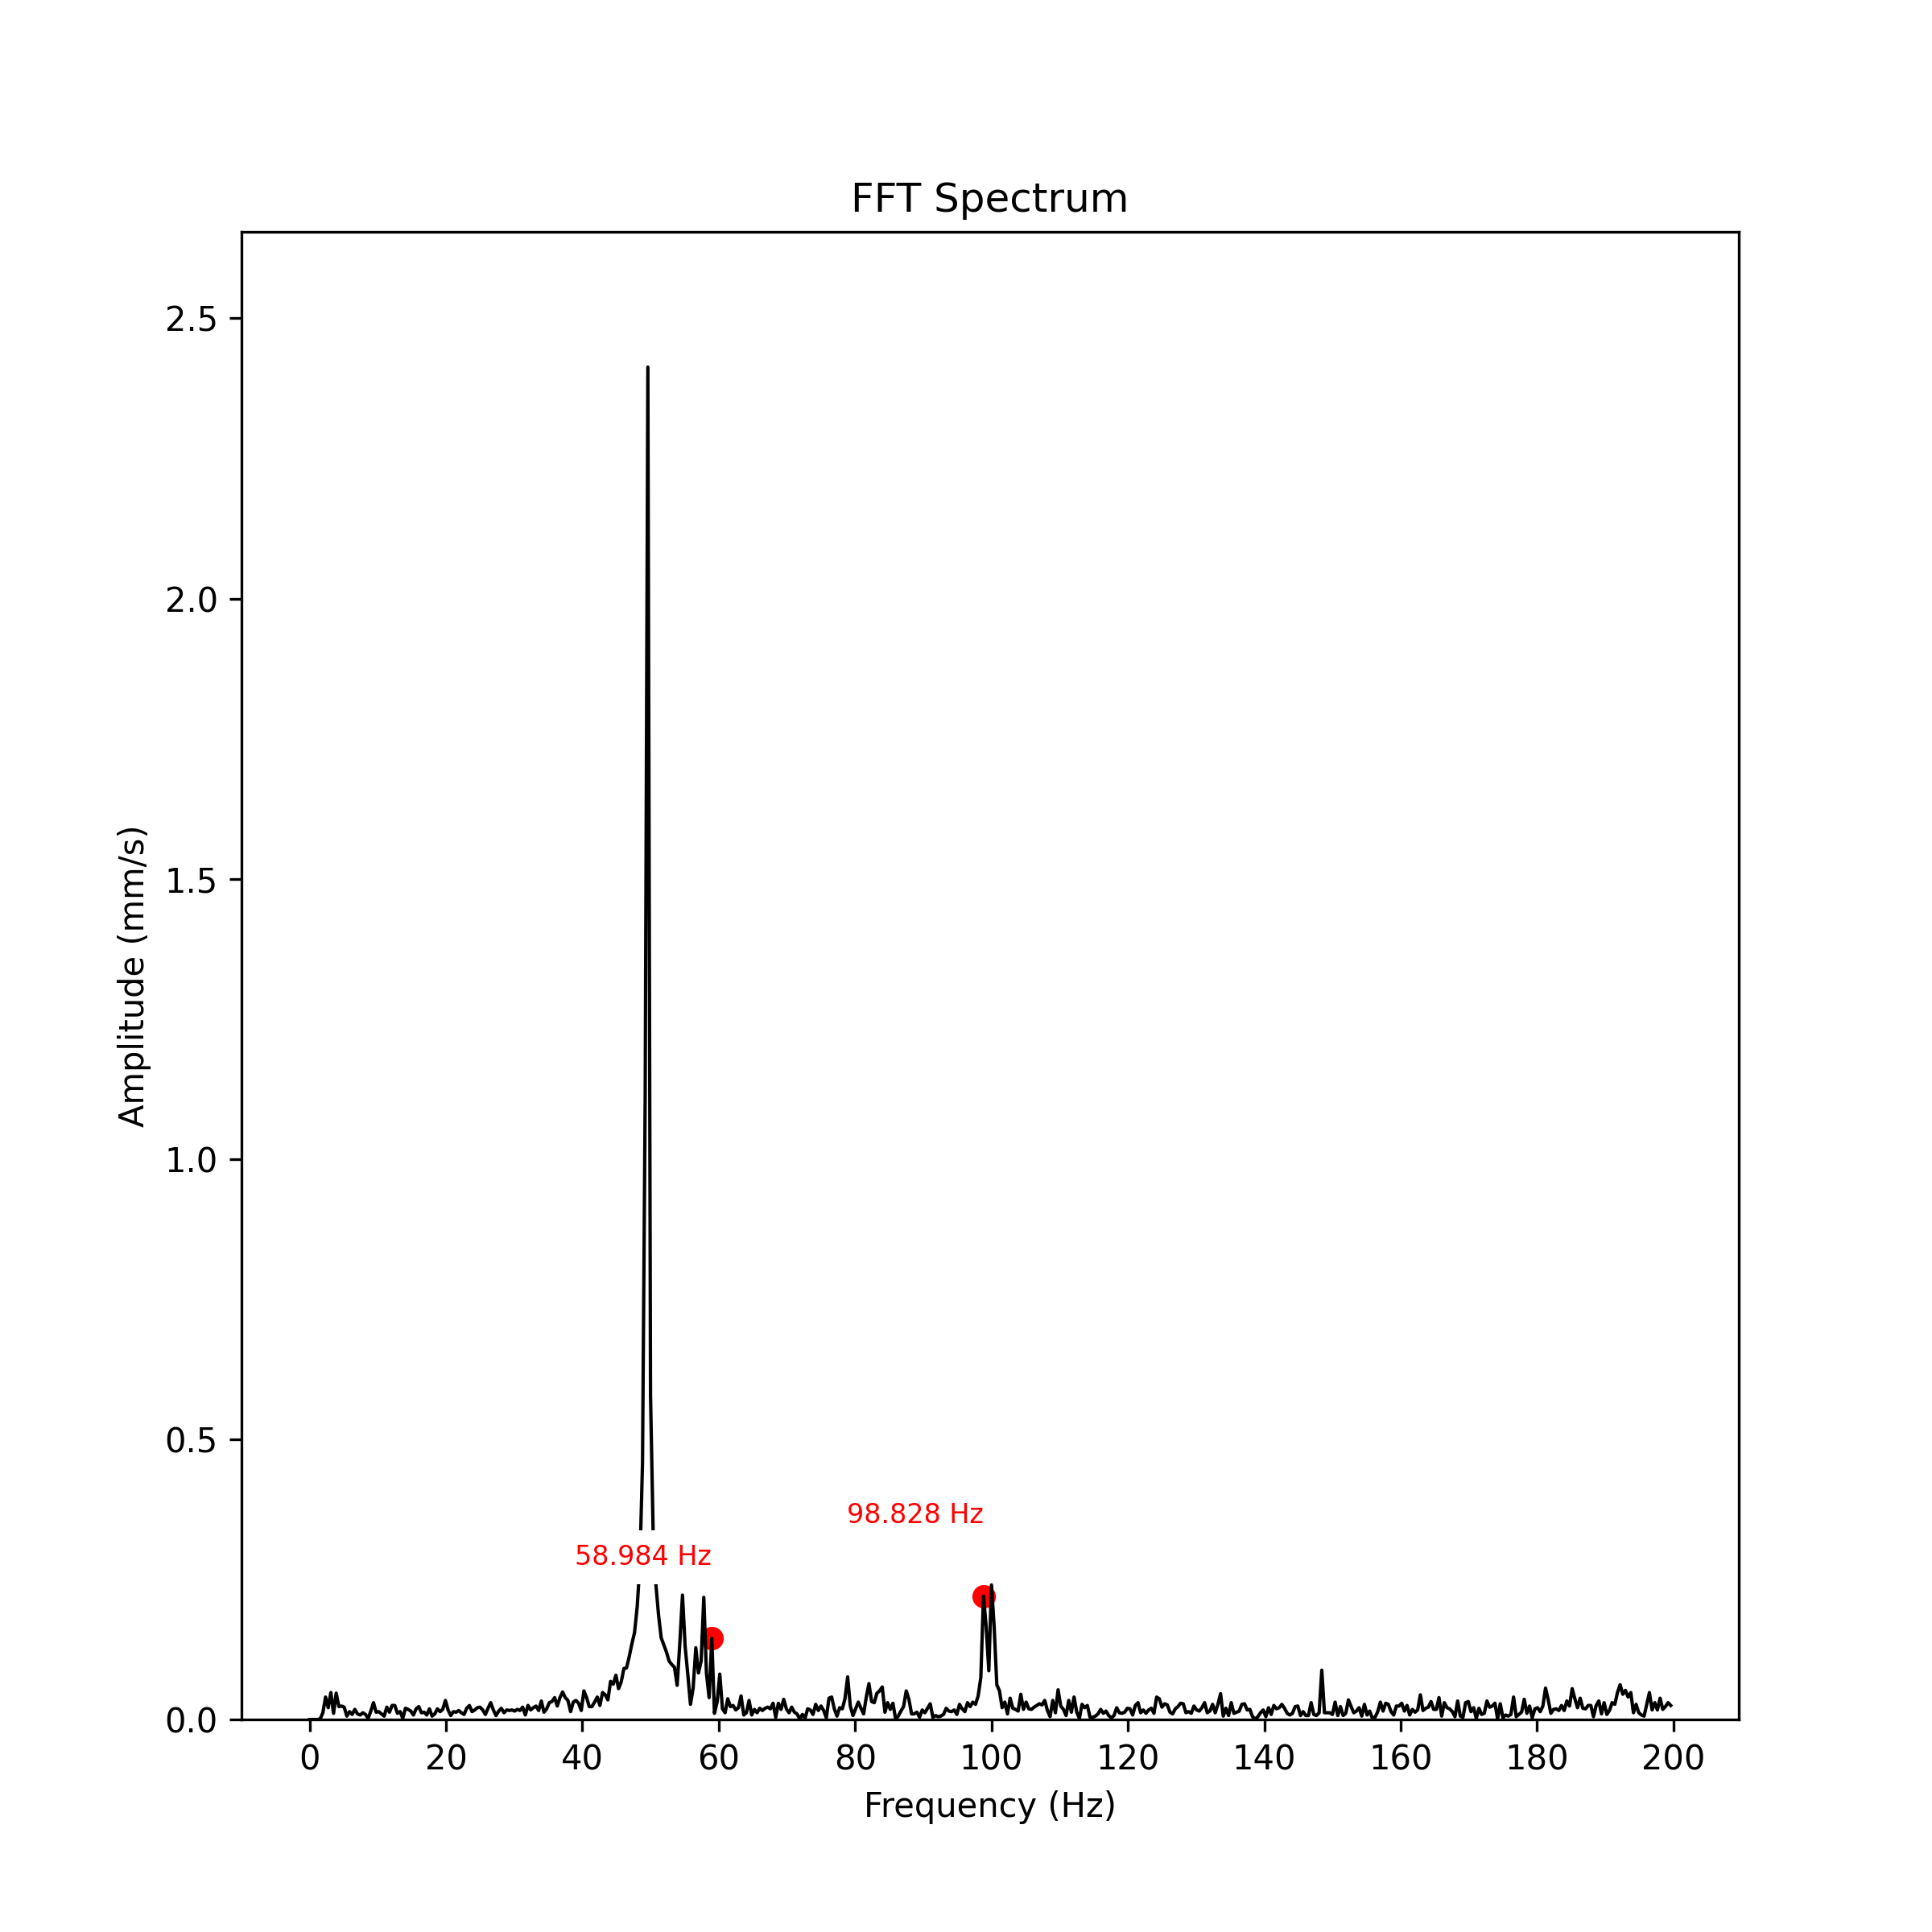 FFT Spectrum
Amplitude (mm/s)
2.5
2.0
1.5
1.0
0.5
0.0
98.828 Hz
58.984 Hz
0 20 40 60 80 100 120 140 160 180 200
Frequency (Hz)